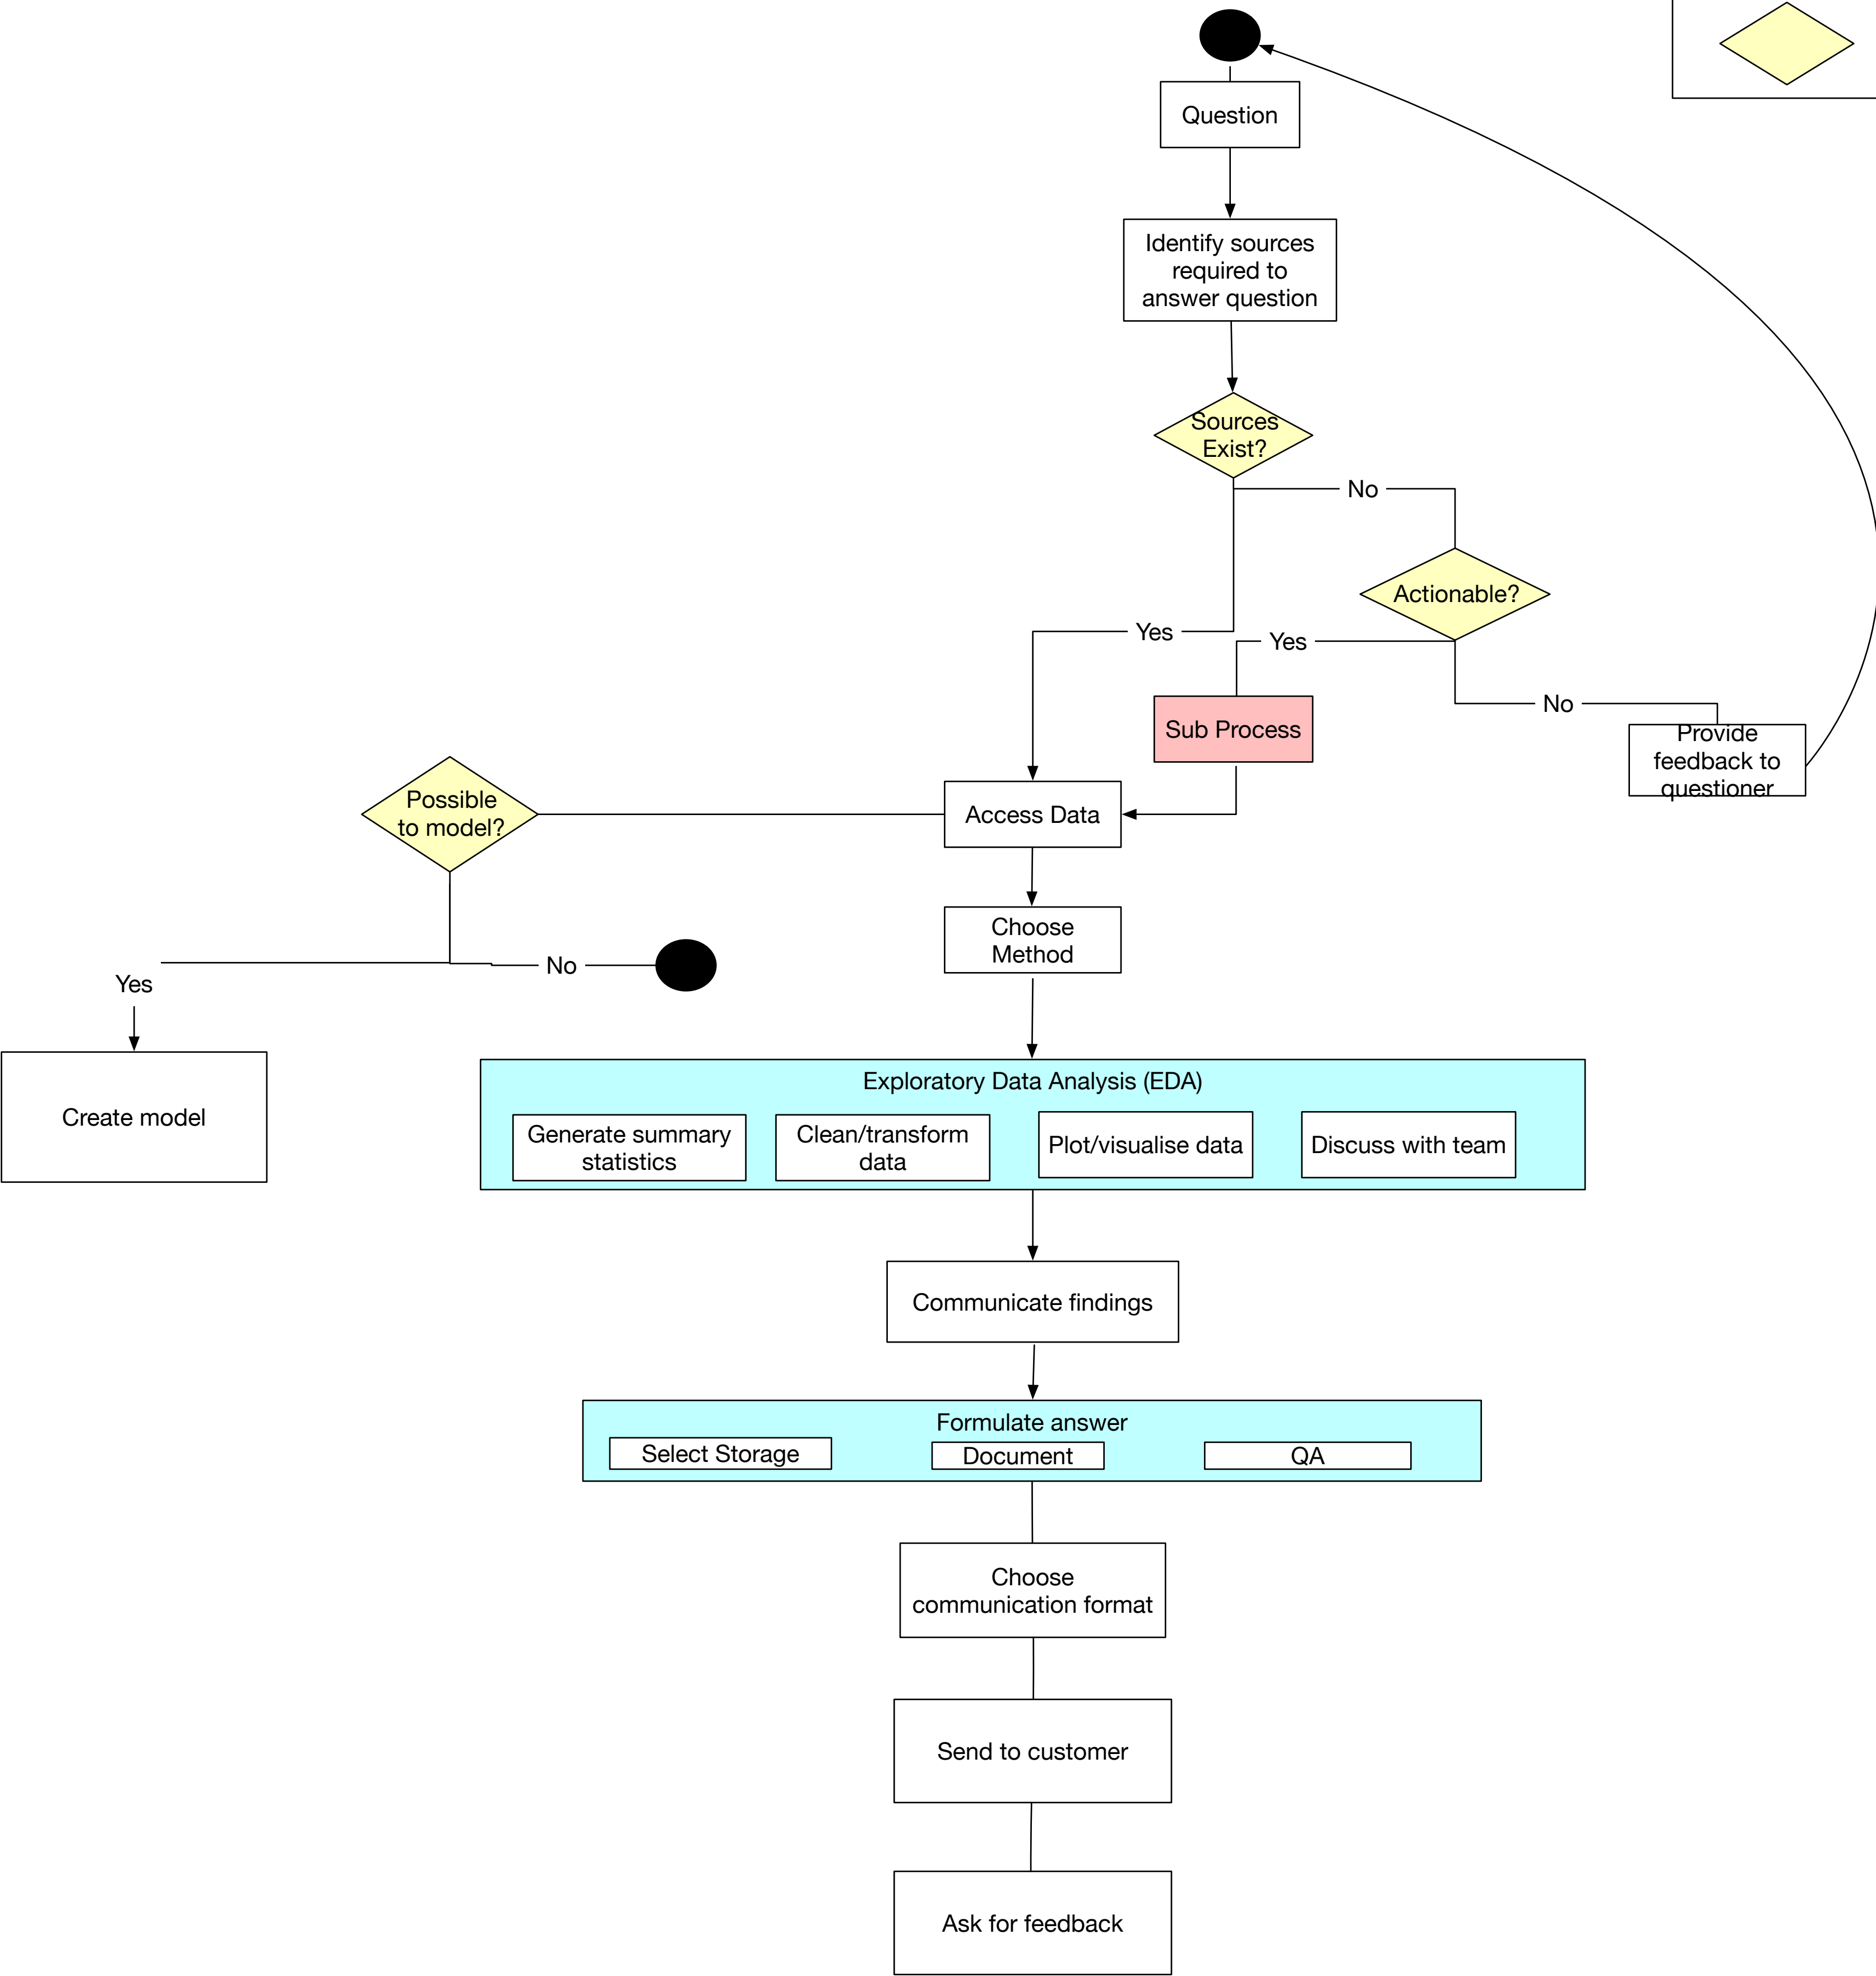 Question
Identify sources
required to
answer question
Sources
Exist?
No
Actionable?
Yes
Yes
No
Sub Process
Provide
feedback to
questioner
Possible
to model?
Access Data
Choose
Method
No
Yes
Create model
Exploratory Data Analysis (EDA)
Generate summary
statistics
Clean/transform
data
Plot/visualise data
Discuss with team
Communicate findings
Formulate answer
Select Storage
Document
QA
Choose
communication format
Send to customer
Ask for feedback